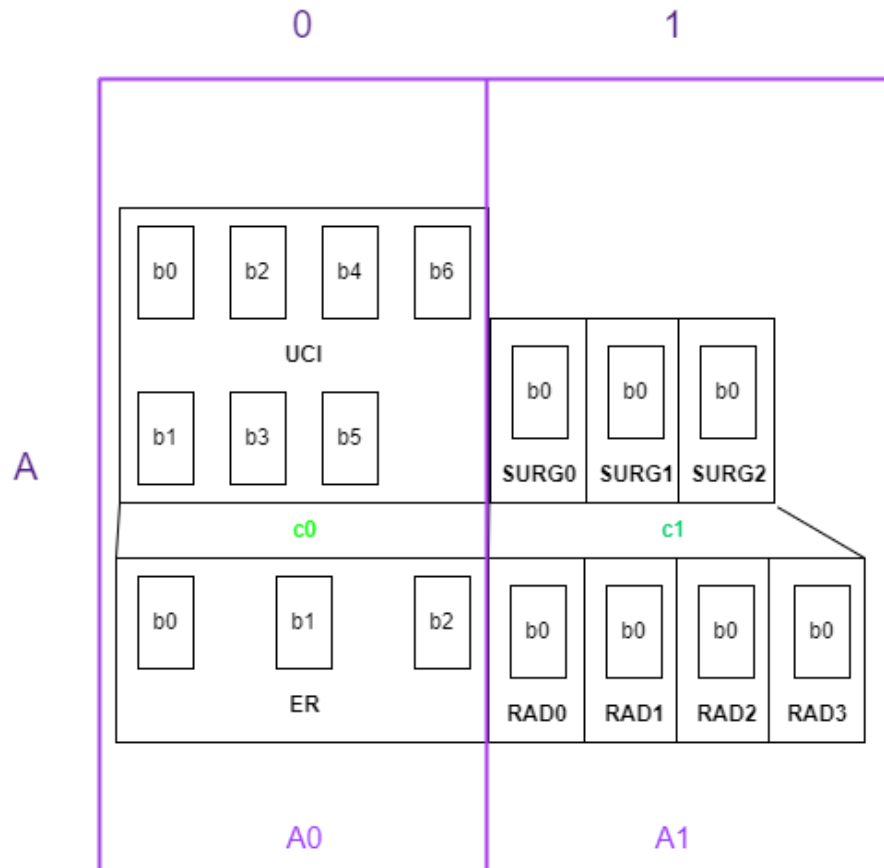 0 1
b0 b2 b4 b6
UCI
b0 b0 b0
b1 b3 b5
A
SURG0 SURG1 SURG2
c0 c1
b0 b1 b2 b0 b0 b0 b0
ER RAD0 RAD1 RAD2 RAD3
A0 A1